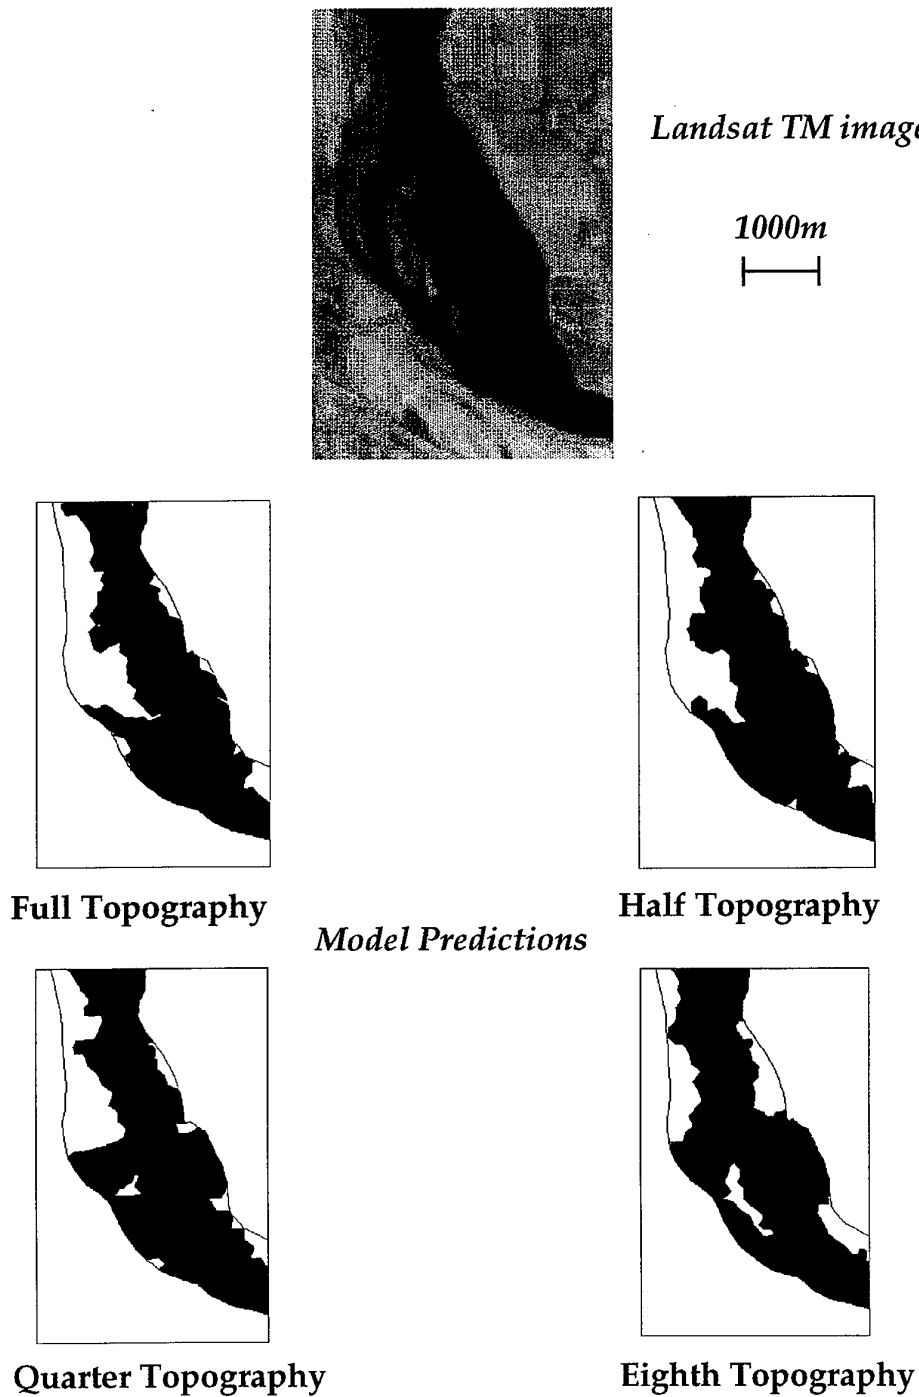 Landsat TM image
1000m
Full Topography
Half Topography
Model Predictions
Quarter Topography
Eighth Topography